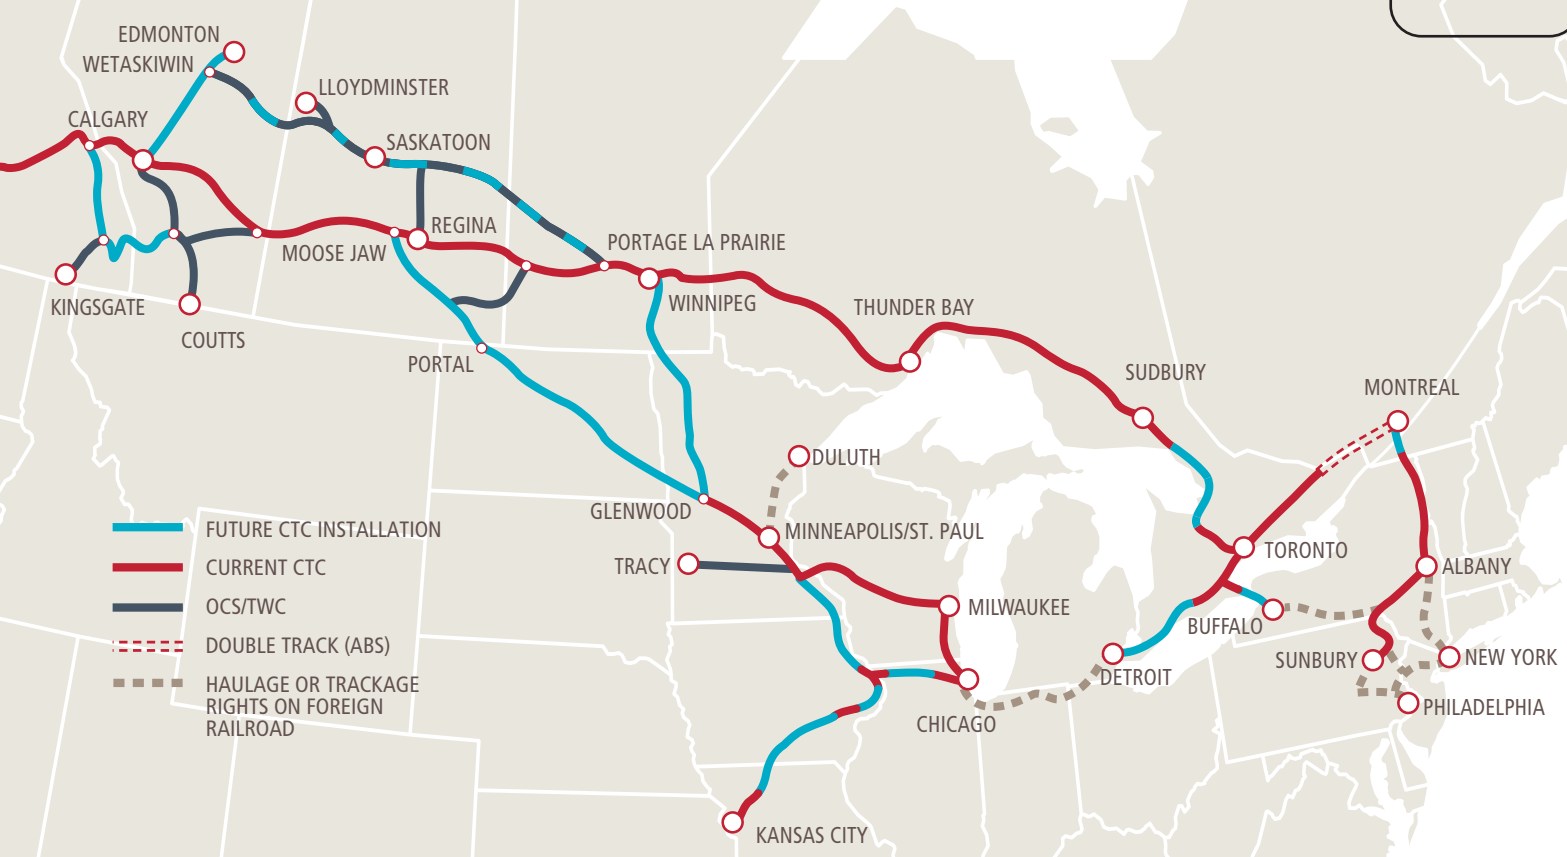 EDMONTON
WETASKIWIN
LLOYDMINSTER
CALGARY
SASKATOON
REGINA
MOOSE JAW
PORTAGE LA PRAIRIE
KINGSGATE
WINNIPEG
THUNDER BAY
COUTTS
PORTAL
SUDBURY
MONTREAL
DULUTH
GLENWOOD
MINNEAPOLIS/ST. PAUL
TORONTO
TRACY
ALBANY
MILWAUKEE
BUFFALO
SUNBURY
NEW YORK
DETROIT
PHILADELPHIA
CHICAGO
KANSAS CITY
FUTURE CTC INSTALLATION
CURRENT CTC
OCS/TWC
DOUBLE TRACK (ABS)
HAULAGE OR TRACKAGE
RIGHTS ON FOREIGN
RAILROAD